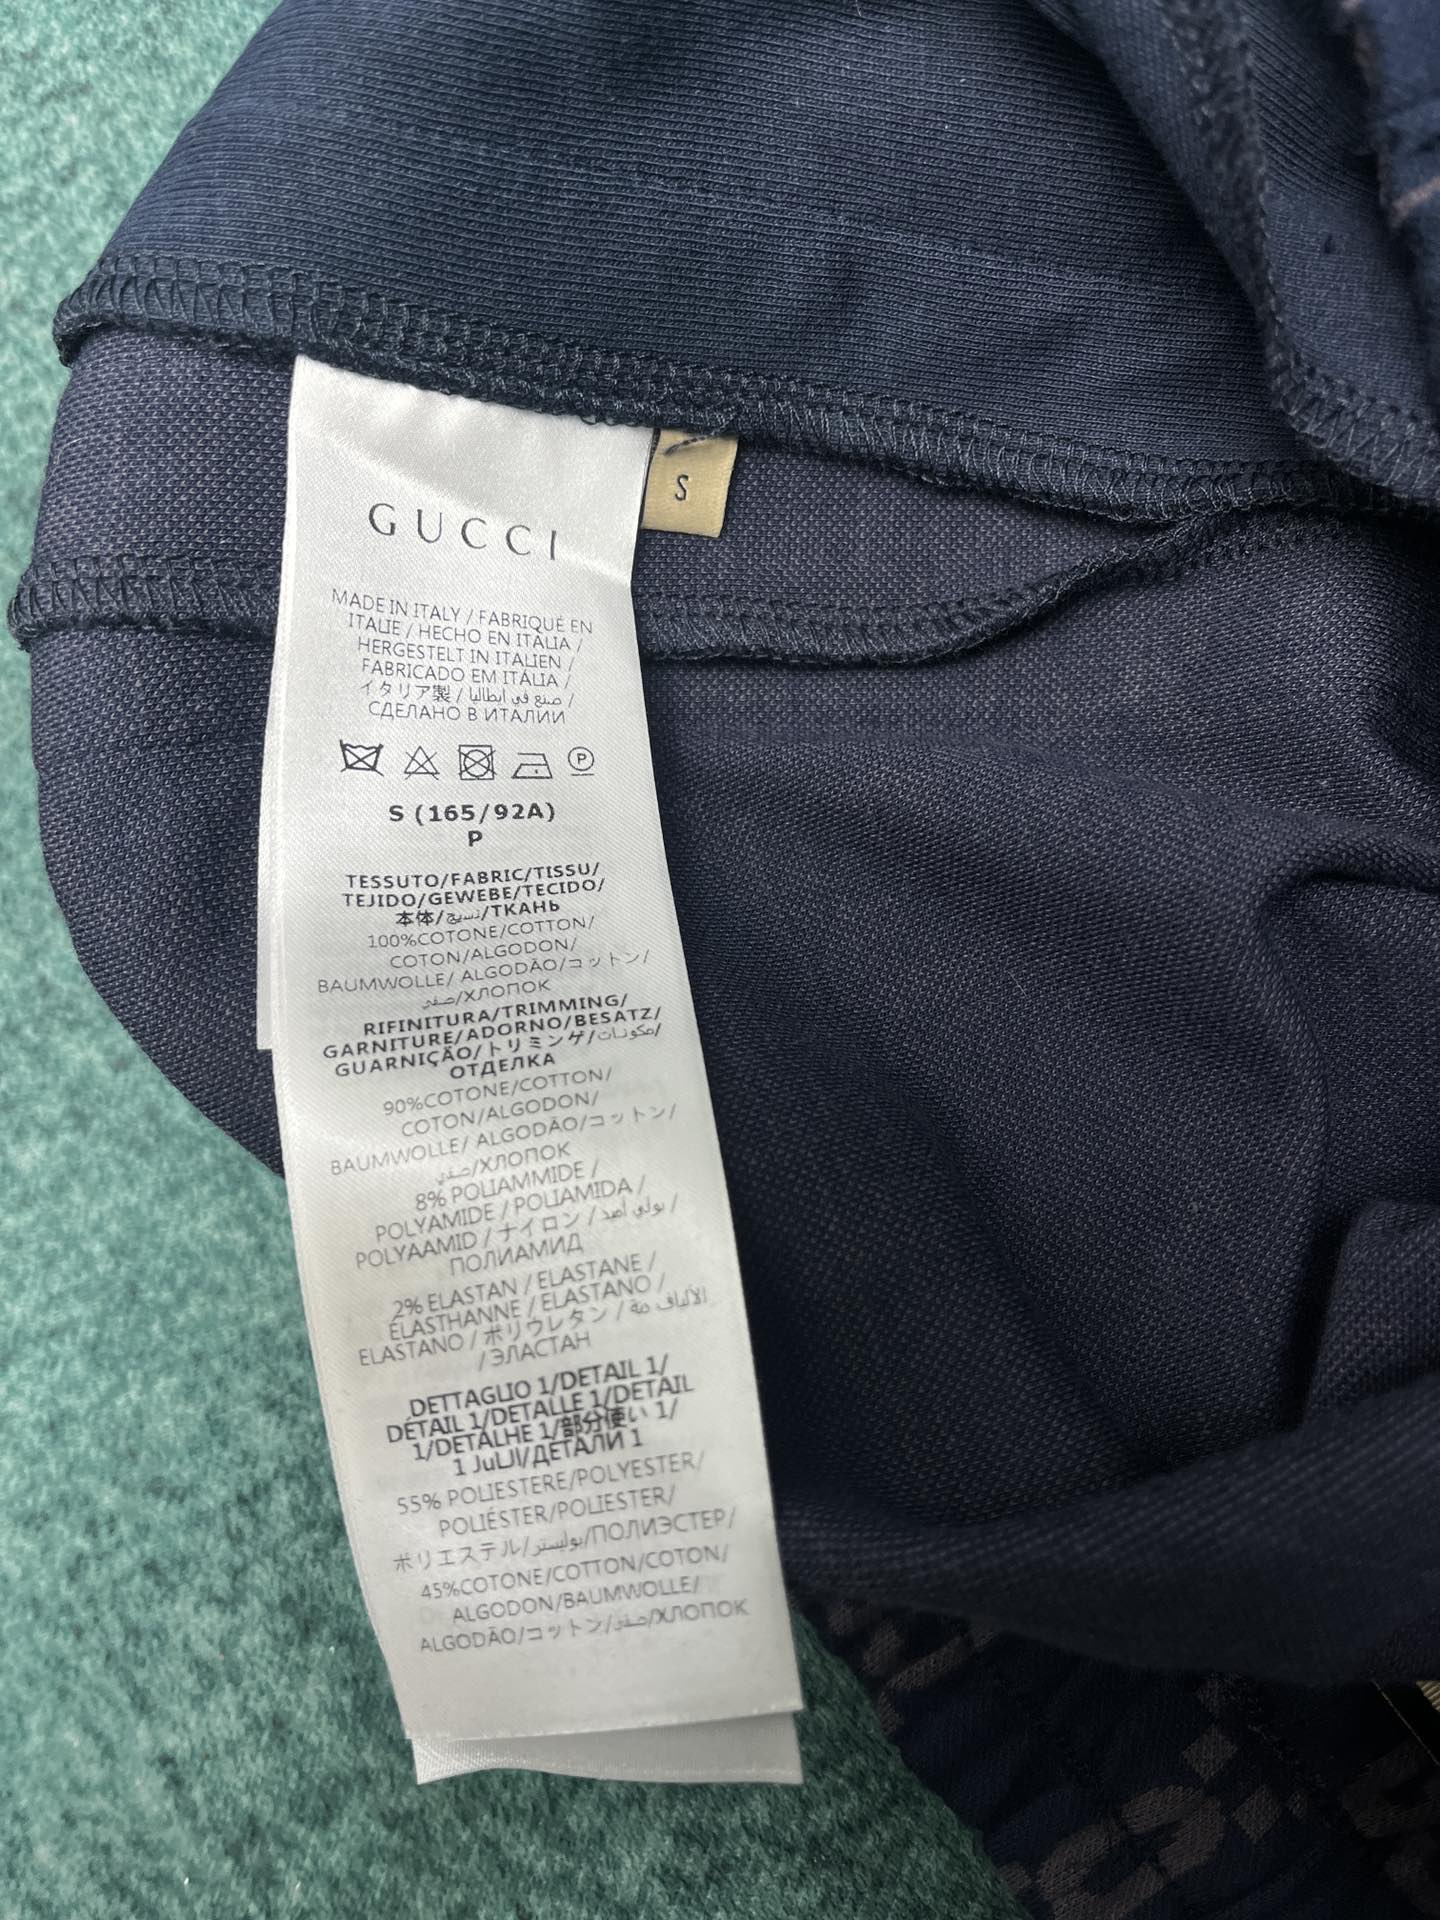 S
GUCCI
MADE IN ITALY / FABRIQUÉ EN
ITALIE / HECHO EN ITALIA /
HERGESTELT IN ITALIEN /
FABRICADO EM ITÁLIA /
イタリア製 / صنع في ايطاليا /
СДЕЛАНО В ИТАЛИИ
P
S (165/92A)
P
TESSUTO/FABRIC/TISSU/
TEJIDO/GEWEBE/TECIDO/
本体/نسيج/ТКАНЬ
100%COTONE/COTTON/
COTON/ALGODON/
BAUMWOLLE/ ALGODÃO/コットン/
/ХЛОПОК
RIFINITURA/TRIMMING/
GARNITURE/ADORNO/BESATZ/
GUARNIÇÃO/トリミング/مكونات/
ОТДЕЛКА
90%COTONE/COTTON/
COTON/ALGODON/
BAUMWOLLE/ ALGODÃO/コットン/
/ХЛОПОК
8% POLIAMMIDE /
POLYAMIDE / POLIAMIDA /
POLYAAMID / ナイロン / بولي أمد /
ПОЛИАМИД
2% ELASTAN / ELASTANE /
ÉLASTHANNE / ELASTANO /
ELASTANO / ポリウレタン / الألياف مة
/ ЭЛАСТАН
DETTAGLIO 1/DETAIL 1/
DÉTAIL 1/DETALLE 1/DETAIL
1/DETALHE 1/部分使い 1/
1 JuLJI/ДЕТАЛИ 1
55% POLIESTERE/POLYESTER/
POLIÉSTER/POLIESTER/
ポリエステル/بوليستر/ПОЛИЭСТЕР/
45%COTONE/COTTON/COTON/
ALGODON/BAUMWOLLE/
ALGODÃO/コットン//ХЛОПОК